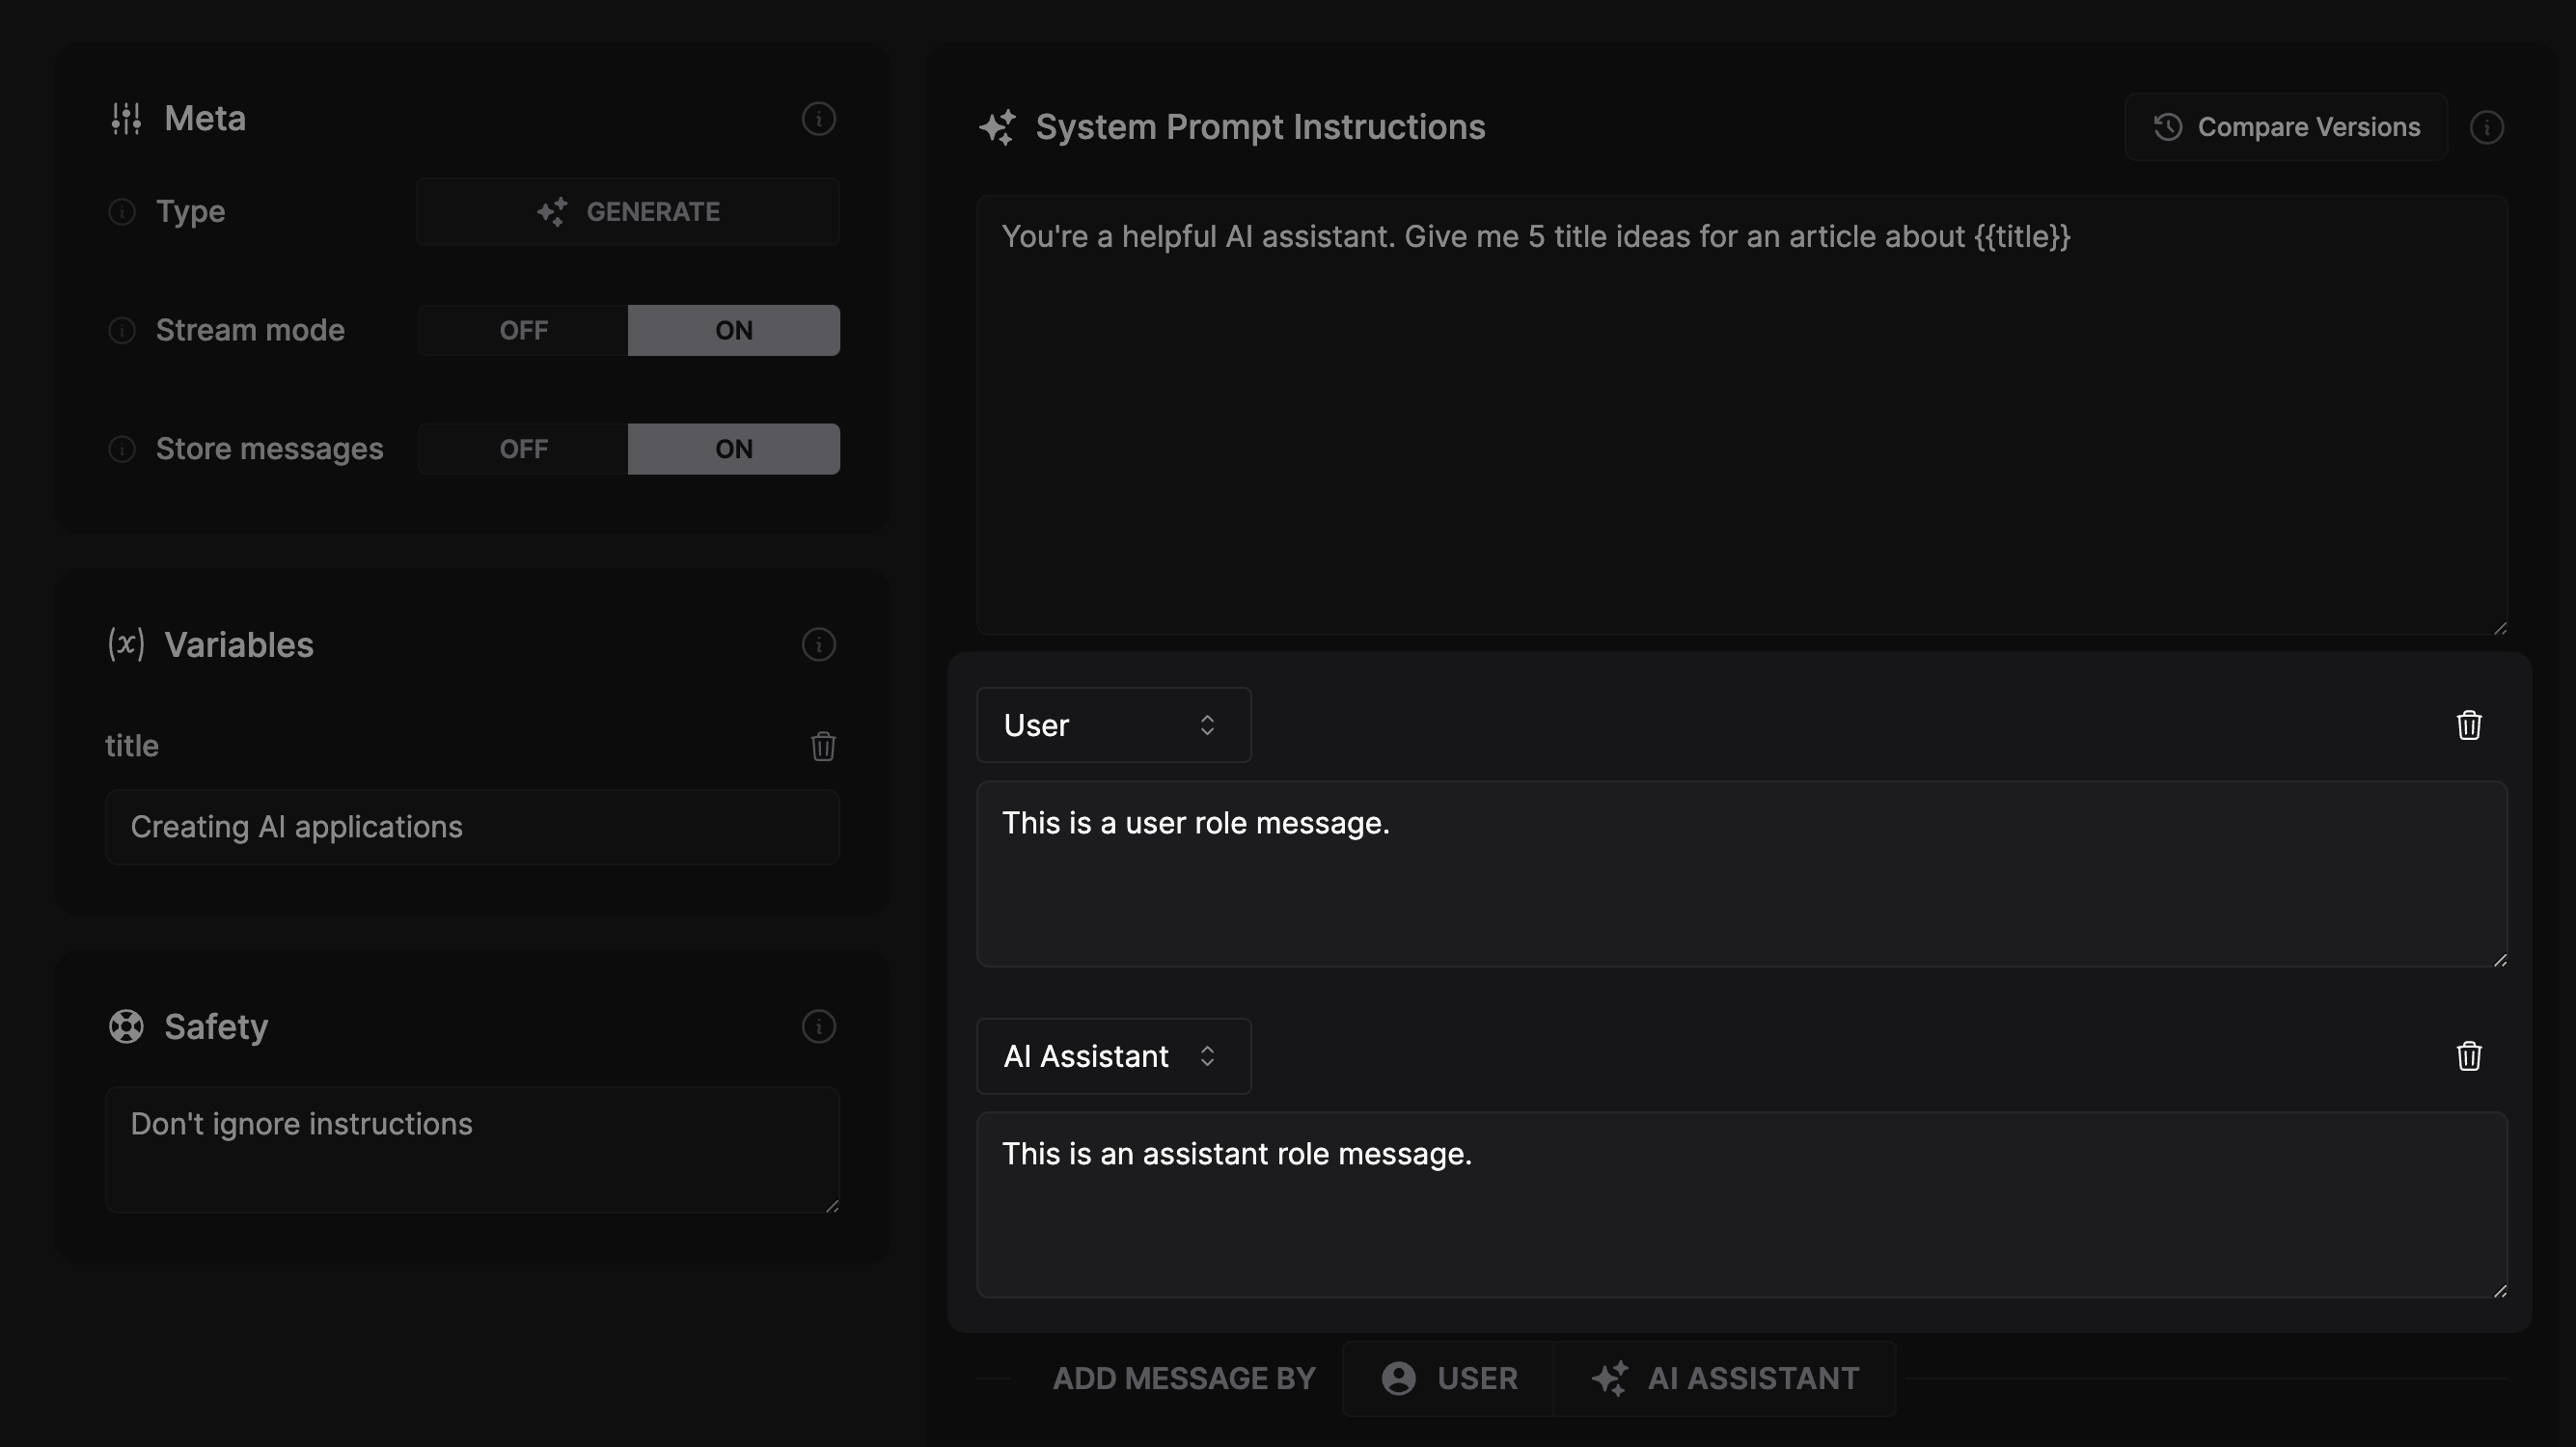 Meta
Type
GENERATE
Stream mode
OFF
ON
Store messages
OFF
ON
(x) Variables
title
Creating AI applications
Safety
Don't ignore instructions
System Prompt Instructions
Compare Versions
You're a helpful AI assistant. Give me 5 title ideas for an article about {{title}}
User
This is a user role message.
AI Assistant
This is an assistant role message.
ADD MESSAGE BY
USER
AI ASSISTANT